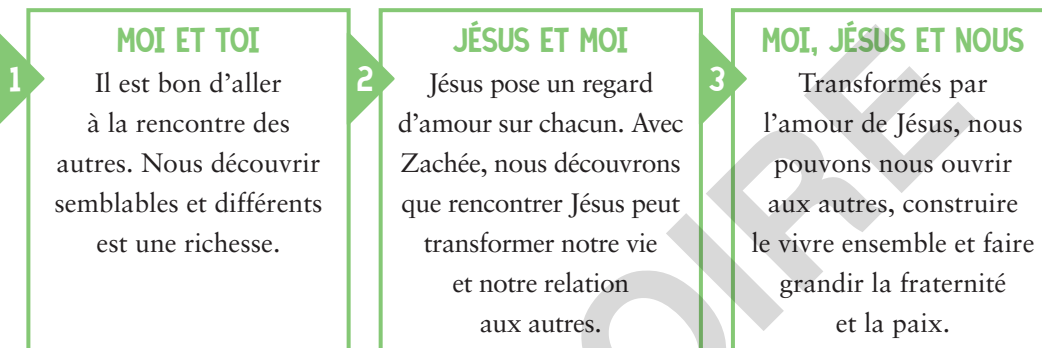 1
MOI ET TOI
Il est bon d’aller
à la rencontre des
autres. Nous découvrir
semblables et différents
est une richesse.
2
JÉSUS ET MOI
Jésus pose un regard
d’amour sur chacun. Avec
Zachée, nous découvrons
que rencontrer Jésus peut
transformer notre vie
et notre relation
aux autres.
3
MOI, JÉSUS ET NOUS
Transformés par
l’amour de Jésus, nous
pouvons nous ouvrir
aux autres, construire
le vivre ensemble et faire
grandir la fraternité
et la paix.
OIRE